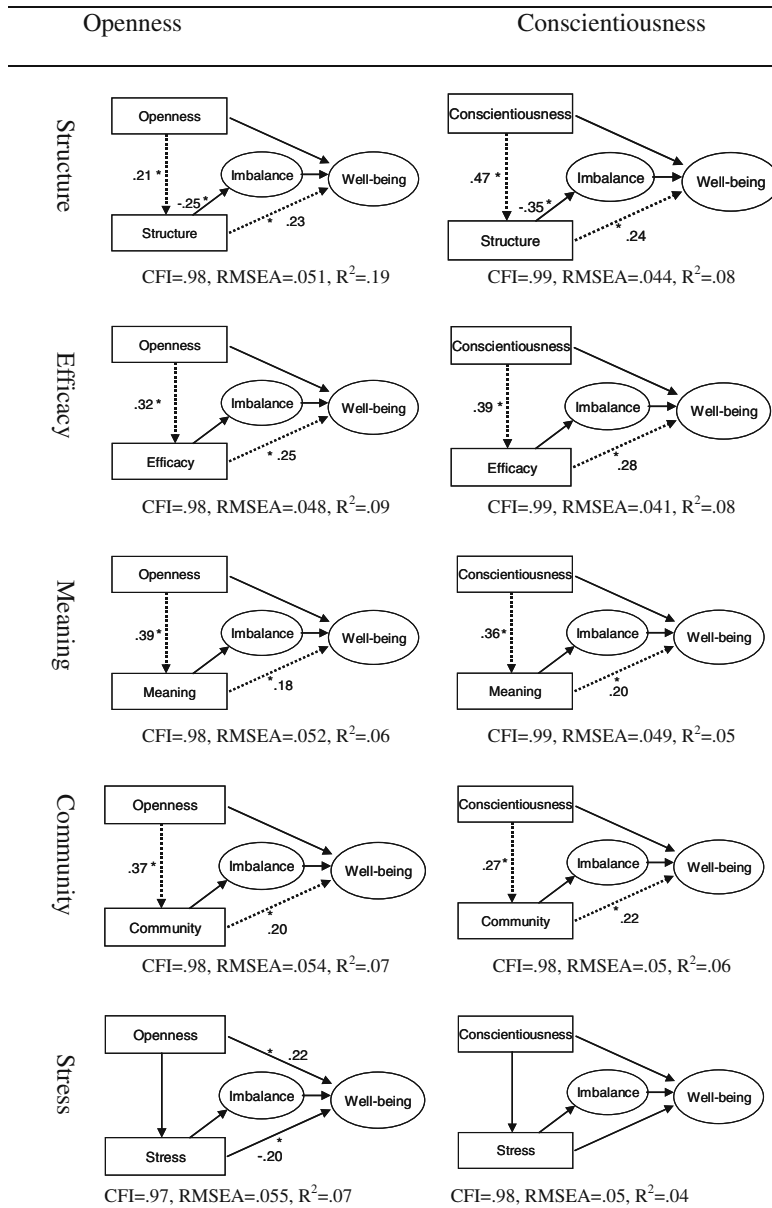 Openness Conscientiousness
Structure
Openness
.21 *
-.25 *
Imbalance
Well-being
* .23
Structure
CFI=.98, RMSEA=.051, R²=.19
Conscientiousness
.47 *
-.35 *
Imbalance
Well-being
* .24
Structure
CFI=.99, RMSEA=.044, R²=.08
Efficacy
Openness
.32 *
Imbalance
Well-being
* .25
Efficacy
CFI=.98, RMSEA=.048, R²=.09
Conscientiousness
.39 *
Imbalance
Well-being
* .28
Efficacy
CFI=.99, RMSEA=.041, R²=.08
Meaning
Openness
.39 *
Imbalance
Well-being
* .18
Meaning
CFI=.98, RMSEA=.052, R²=.06
Conscientiousness
.36 *
Imbalance
Well-being
* .20
Meaning
CFI=.99, RMSEA=.049, R²=.05
Community
Openness
.37 *
Imbalance
Well-being
* .20
Community
CFI=.98, RMSEA=.054, R²=.07
Conscientiousness
.27 *
Imbalance
Well-being
* .22
Community
CFI=.98, RMSEA=.05, R²=.06
Stress
Openness
* .22
Imbalance
Well-being
* -.20
Stress
CFI=.97, RMSEA=.055, R²=.07
Conscientiousness
Imbalance
Well-being
Stress
CFI=.98, RMSEA=.05, R²=.04